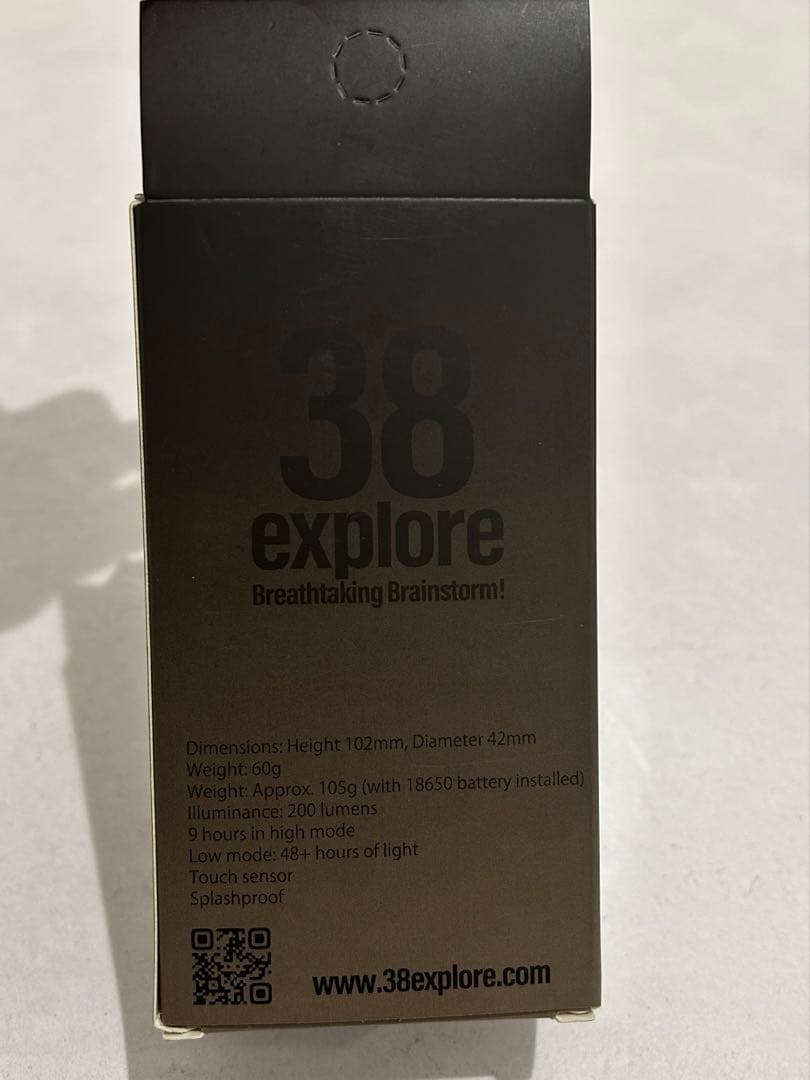 38
explore
Breathtaking Brainstorm!
Dimensions: Height 102mm, Diameter 42mm
Weight: 60g
Weight: Approx. 105g (with 18650 battery installed)
Illuminance: 200 lumens
9 hours in high mode
Low mode: 48+ hours of light
Touch sensor
Splashproof
www.38explore.com